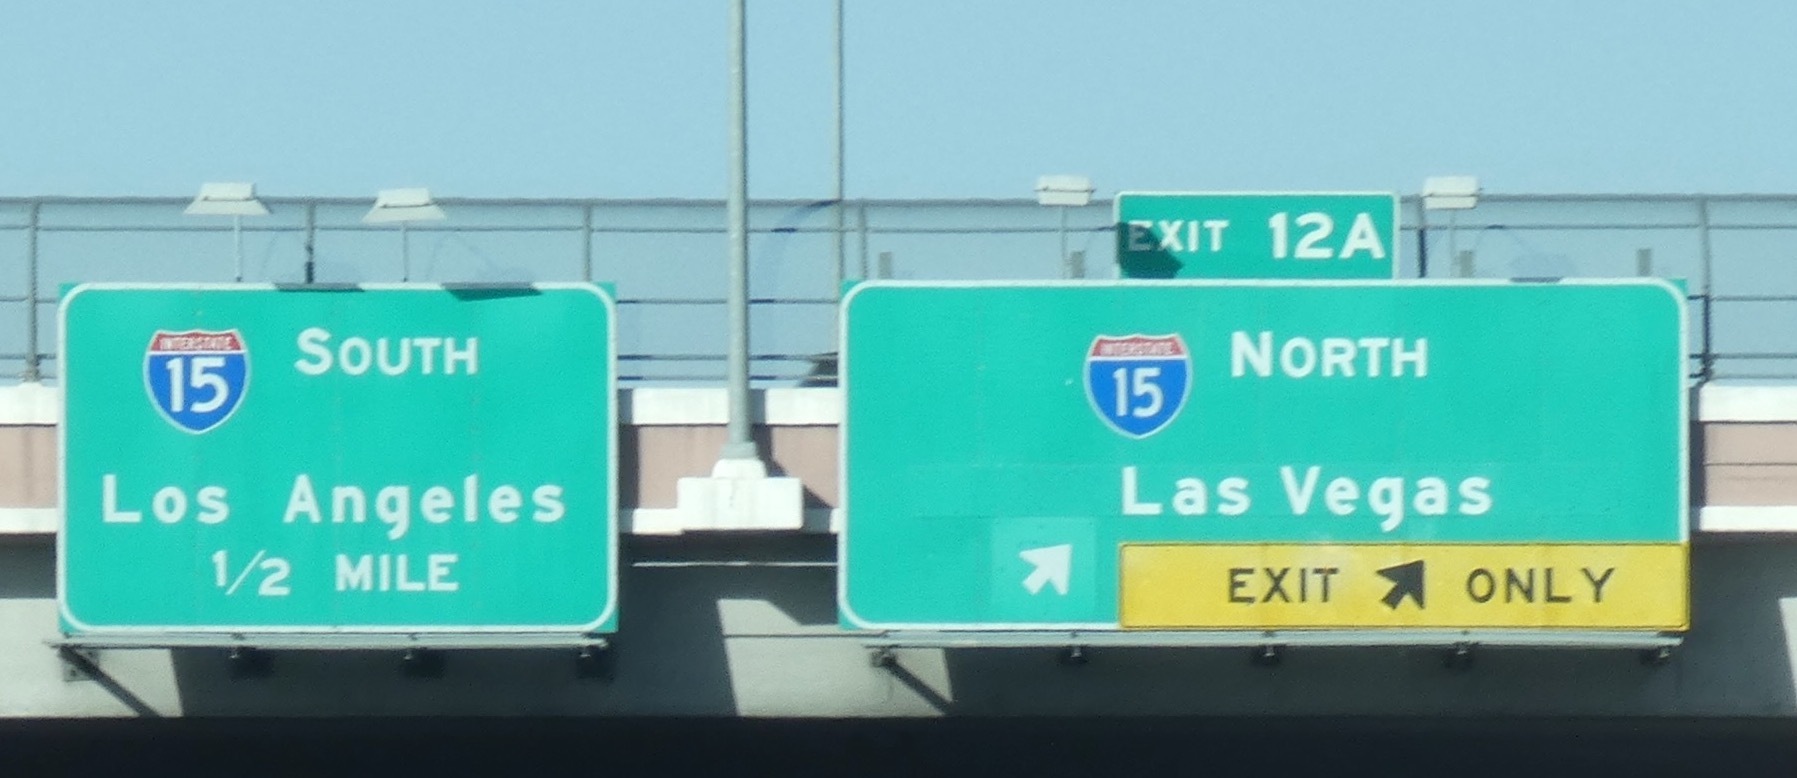 INTERSTATE
15 SOUTH
Los Angeles
1/2 MILE
EXIT 12A
INTERSTATE
15 NORTH
Las Vegas
EXIT ONLY